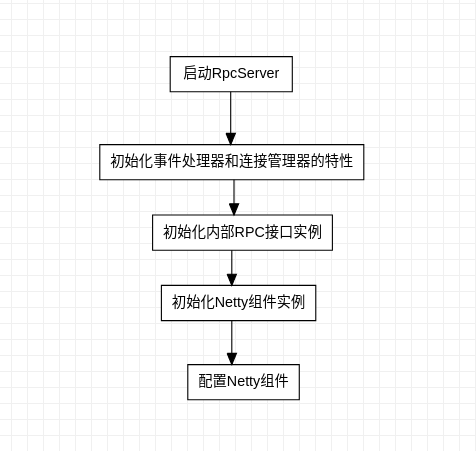 启动RpcServer
初始化事件处理器和连接管理器的特性
初始化内部RPC接口实例
初始化Netty组件实例
配置Netty组件